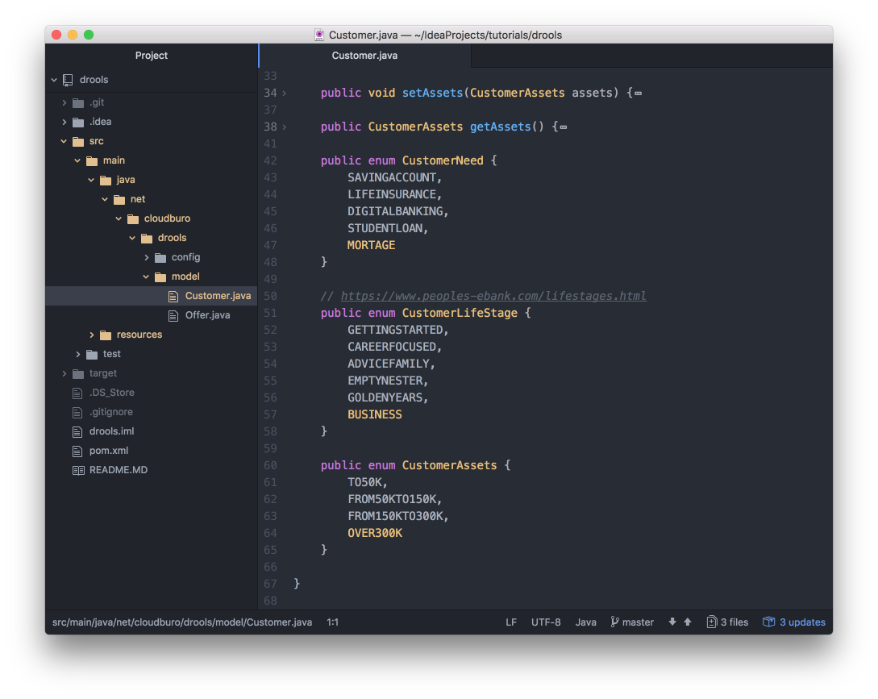 Customer.java — ~/IdeaProjects/tutorials/drools
Project
drools
.git
.idea
src
main
java
net
cloudburo
drools
config
model
Customer.java
Offer.java
resources
test
target
.DS_Store
.gitignore
drools.iml
pom.xml
README.MD
Customer.java
33
34 public void setAssets(CustomerAssets assets) {
37
38 public CustomerAssets getAssets() {
41
42 public enum CustomerNeed {
43 SAVINGACCOUNT,
44 LIFEINSURANCE,
45 DIGITALBANKING,
46 STUDENTLOAN,
47 MORTAGE
48 }
49
50 // https://www.peoples-ebank.com/lifestages.html
51 public enum CustomerLifeStage {
52 GETTINGSTARTED,
53 CAREERFOCUSED,
54 ADVICEFAMILY,
55 EMPTYNESTER,
56 GOLDENYEARS,
57 BUSINESS
58 }
59
60 public enum CustomerAssets {
61 TO50K,
62 FROM50KTO150K,
63 FROM150KTO300K,
64 OVER300K
65 }
66
67 }
68
src/main/java/net/cloudburo/drools/model/Customer.java 1:1 LF UTF-8 Java master 3 files 3 updates